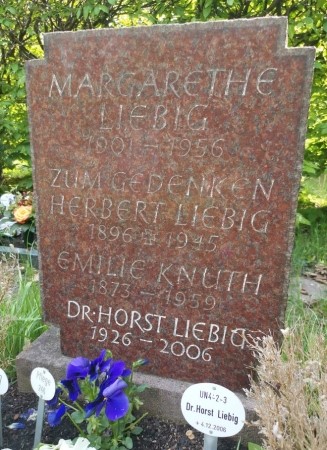 MARGARETHE
LIEBIG
1901 – 1956
ZUM GEDENKEN
HERBERT LIEBIG
1896 ✠ 1945
EMILIE KNUTH
1873 – 1959
DR. HORST LIEBIG
1926 – 2006
UN4-2-3
Dr. Horst Liebig